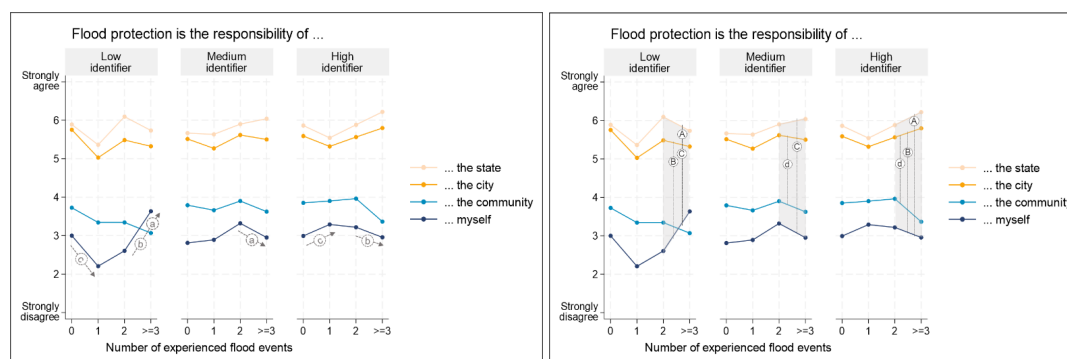 Flood protection is the responsibility of ...
Low
identifier
Medium
identifier
High
identifier
Strongly
agree
6
5
4
3
2
Strongly
disagree
a
b
c
a
c
b
0 1 2 >=3
0 1 2 >=3
0 1 2 >=3
Number of experienced flood events
... the state
... the city
... the community
... myself
Flood protection is the responsibility of ...
Low
identifier
Medium
identifier
High
identifier
Strongly
agree
6
5
4
3
2
Strongly
disagree
A
C
B
C
d
A
B
d
0 1 2 >=3
0 1 2 >=3
0 1 2 >=3
Number of experienced flood events
... the state
... the city
... the community
... myself